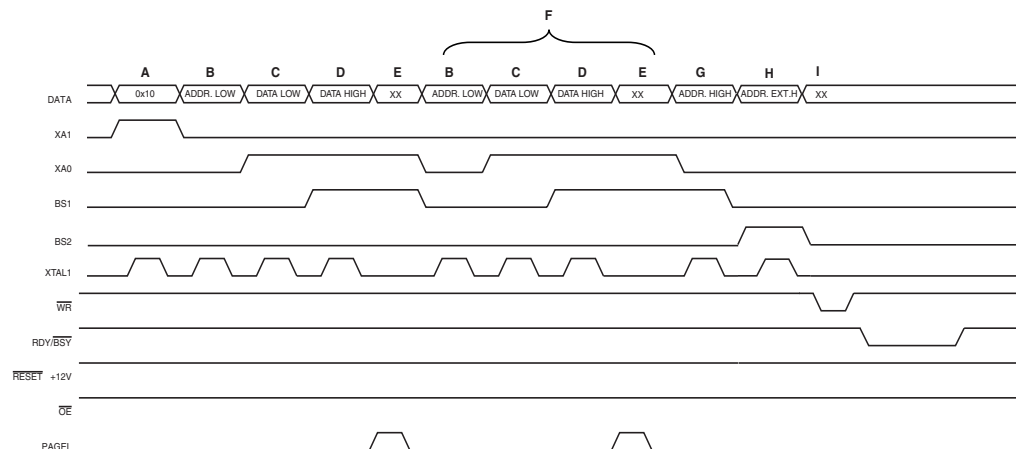 F
A B C D E B C D E G H I
DATA 0x10 ADDR. LOW DATA LOW DATA HIGH XX ADDR. LOW DATA LOW DATA HIGH XX ADDR. HIGH ADDR. EXT.H XX
XA1
XA0
BS1
BS2
XTAL1
WR
RDY/BSY
RESET +12V
OE
PAGEL